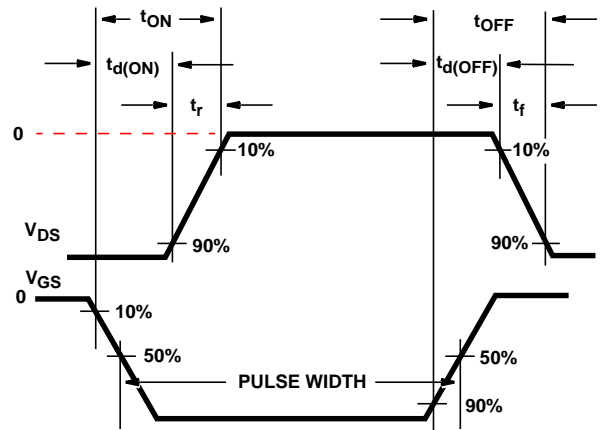 tON
tOFF
td(ON)
td(OFF)
tr
tf
0
10%
10%
VDS
90%
90%
VGS
0
10%
50%
50%
PULSE WIDTH
90%